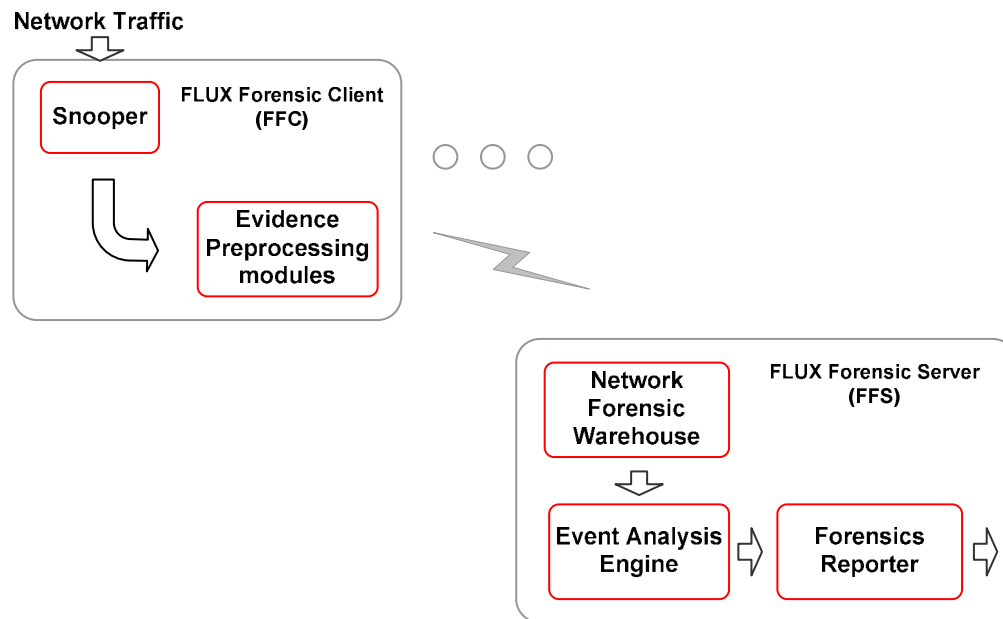 Network Traffic
Snooper
FLUX Forensic Client
(FFC)
Evidence
Preprocessing
modules
Network
Forensic
Warehouse
FLUX Forensic Server
(FFS)
Event Analysis
Engine
Forensics
Reporter